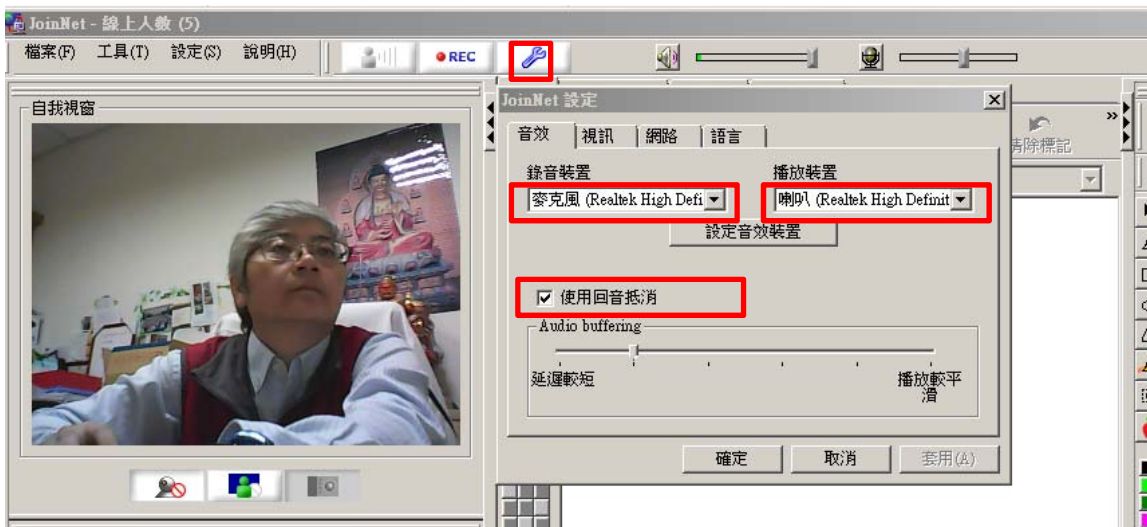 JoinNet - 線上人數 (5)
檔案(F) 工具(T) 設定(S) 說明(H) REC
自我視窗
JoinNet 設定
音效 視訊 網路 語言
清除標記
錄音裝置 播放裝置
麥克風 (Realtek High Defi 喇叭 (Realtek High Definit
設定音效裝置
使用回音抵消
Audio buffering
延遲較短 播放較平
滑
確定 取消 套用(A)